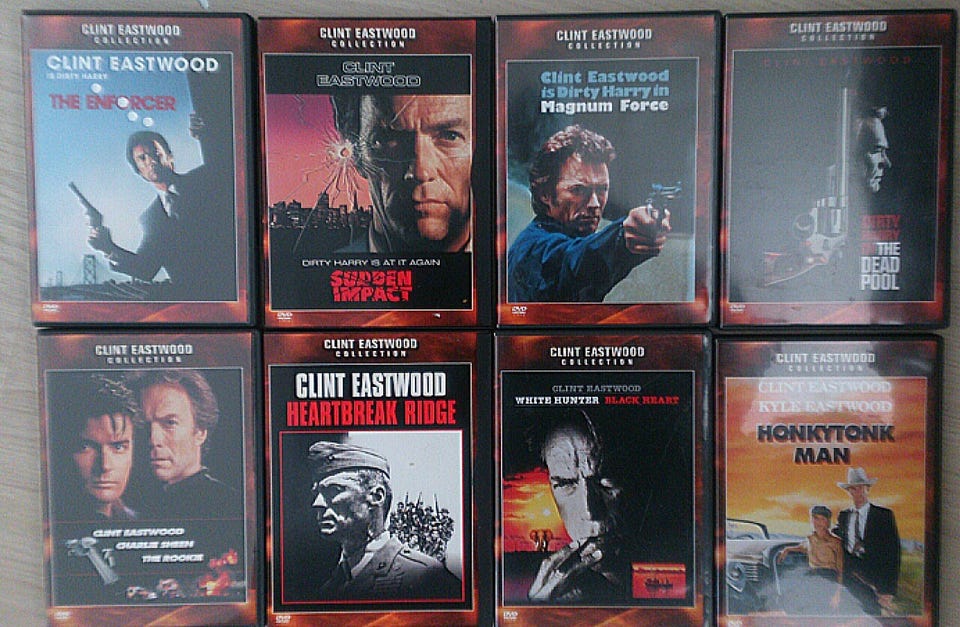 CLINT EASTWOOD
COLLECTION
CLINT EASTWOOD
IS DIRTY HARRY
THE ENFORCER
DVD
CLINT EASTWOOD
COLLECTION
CLINT
EASTWOOD
DIRTY HARRY IS AT IT AGAIN
SUDDEN
IMPACT
DVD
CLINT EASTWOOD
COLLECTION
Clint Eastwood
is Dirty Harry in
Magnum Force
DVD
CLINT EASTWOOD
COLLECTION
CLINT EASTWOOD
DIRTY
HARRY
IN THE
DEAD
POOL
DVD
CLINT EASTWOOD
COLLECTION
CLINT EASTWOOD
CHARLIE SHEEN
THE ROOKIE
DVD
CLINT EASTWOOD
COLLECTION
CLINT EASTWOOD
HEARTBREAK RIDGE
DVD
CLINT EASTWOOD
COLLECTION
CLINT EASTWOOD
WHITE HUNTER BLACK HEART
DVD
CLINT EASTWOOD
COLLECTION
CLINT EASTWOOD
KYLE EASTWOOD
HONKYTONK
MAN
DVD